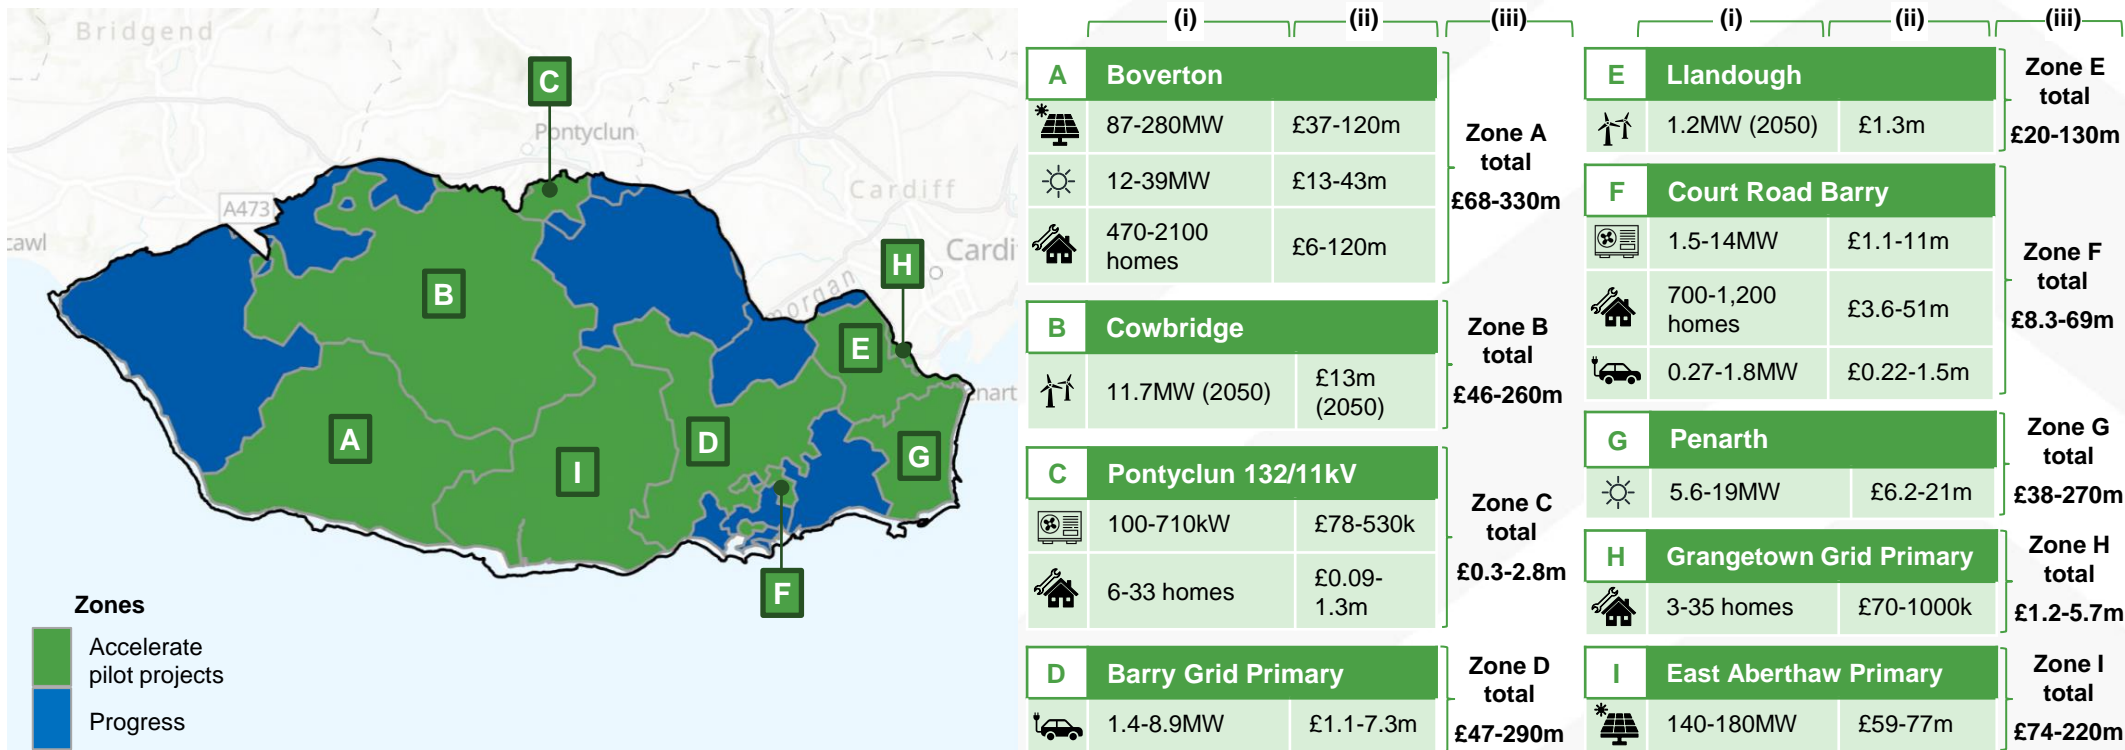 Bridgend
Pontyclun
Cardiff
A473
cawl
Cardi
morgan
enart
C
H
B
E
A
I
D
G
F
Zones
Accelerate
pilot projects
Progress
(i) (ii) (iii)
A Boverton
87-280MW £37-120m
12-39MW £13-43m
470-2100
homes
£6-120m
Zone A
total
£68-330m
B Cowbridge
11.7MW (2050) £13m
(2050)
Zone B
total
£46-260m
C Pontyclun 132/11kV
100-710kW £78-530k
6-33 homes £0.09-
1.3m
Zone C
total
£0.3-2.8m
D Barry Grid Primary
1.4-8.9MW £1.1-7.3m
Zone D
total
£47-290m
(i) (ii) (iii)
E Llandough
1.2MW (2050) £1.3m
Zone E
total
£20-130m
F Court Road Barry
1.5-14MW £1.1-11m
700-1,200
homes
£3.6-51m
0.27-1.8MW £0.22-1.5m
Zone F
total
£8.3-69m
G Penarth
5.6-19MW £6.2-21m
Zone G
total
£38-270m
H Grangetown Grid Primary
3-35 homes £70-1000k
Zone H
total
£1.2-5.7m
I East Aberthaw Primary
140-180MW £59-77m
Zone I
total
£74-220m